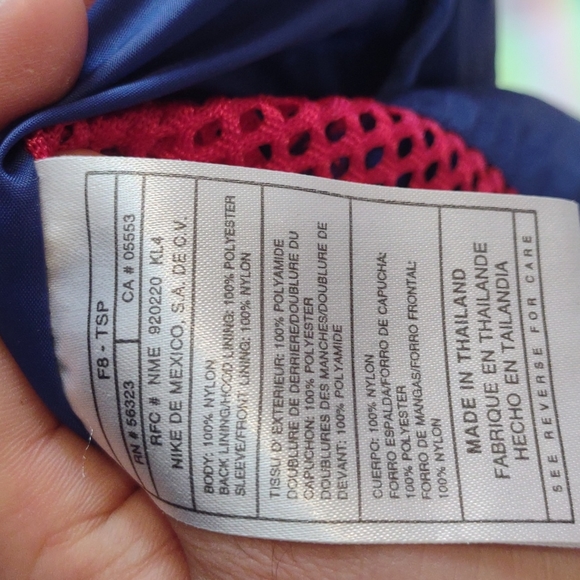 F8 - TSP
RN # 56323 CA # 05553
RFC # NME 920220 KL4
NIKE DE MEXICO, S.A. DE C.V.
BODY: 100% NYLON
BACK LINING/HOOD LINING: 100% POLYESTER
SLEEVE/FRONT LINING: 100% NYLON
TISSU D' EXTERIEUR: 100% POLYAMIDE
DOUBLURE DE DERRIERE/DOUBLURE DU
CAPUCHON: 100% POLYESTER
DOUBLURES DES MANCHES/DOUBLURE DE
DEVANT: 100% POLYAMIDE
CUERPO: 100% NYLON
FORRO ESPALDA/FORRO DE CAPUCHA:
100% POLYESTER
FORRO DE MANGAS/FORRO FRONTAL:
100% NYLON
MADE IN THAILAND
FABRIQUE EN THAILANDE
HECHO EN TAILANDIA
SEE REVERSE FOR CARE